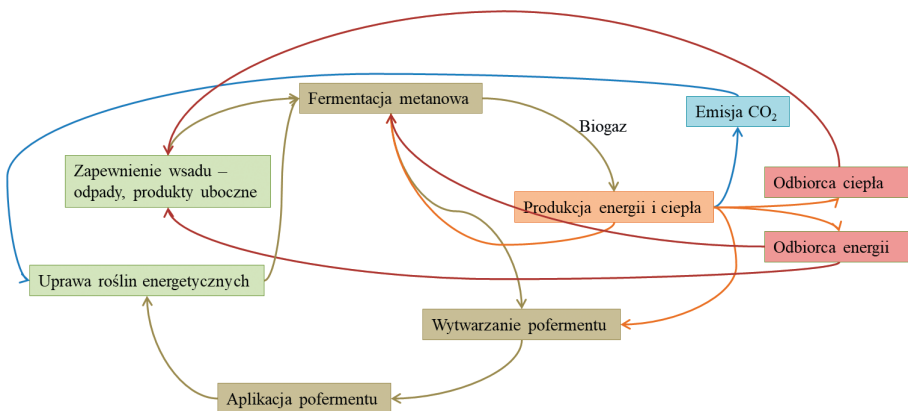 Fermentacja metanowa
Emisja CO₂
Biogaz
Zapewnienie wsadu –
odpady, produkty uboczne
Odbiorca ciepła
Produkcja energii i ciepła
Odbiorca energii
Uprawa roślin energetycznych
Wytwarzanie pofermentu
Aplikacja pofermentu